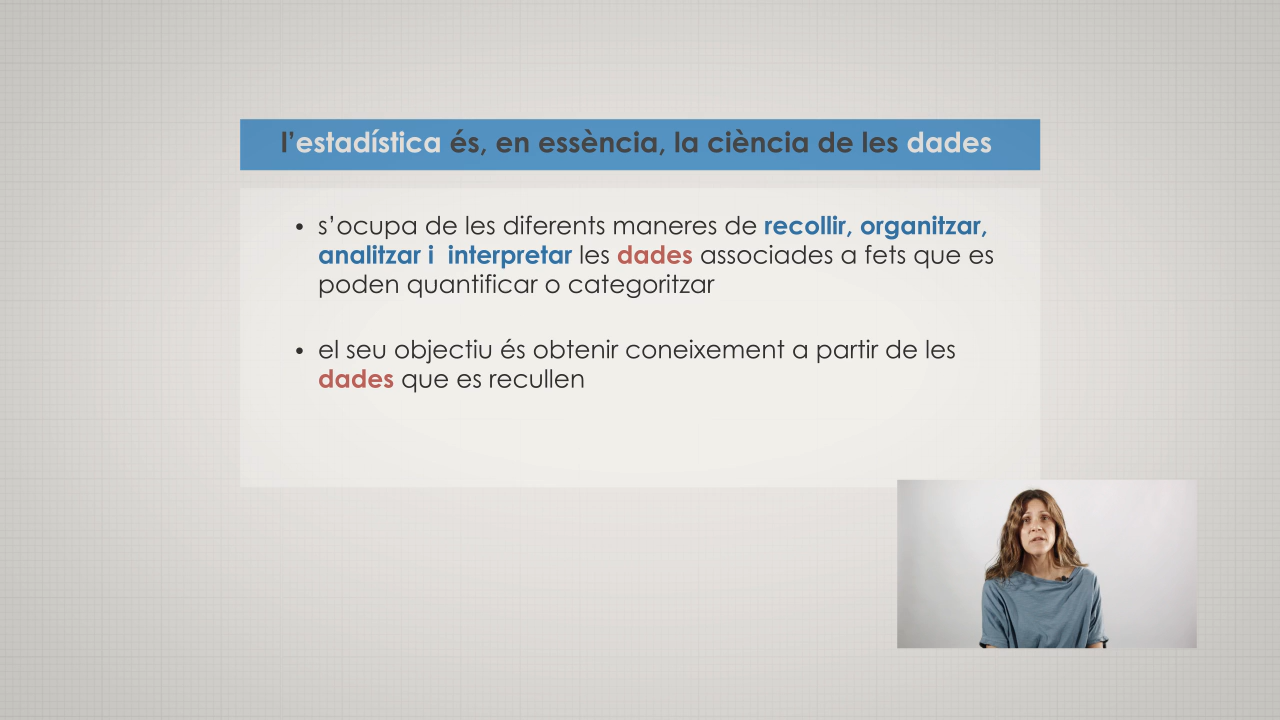 l’estadística és, en essència, la ciència de les dades
• s’ocupa de les diferents maneres de recollir, organitzar,
analitzar i  interpretar les dades associades a fets que es
poden quantificar o categoritzar
• el seu objectiu és obtenir coneixement a partir de les
dades que es recullen